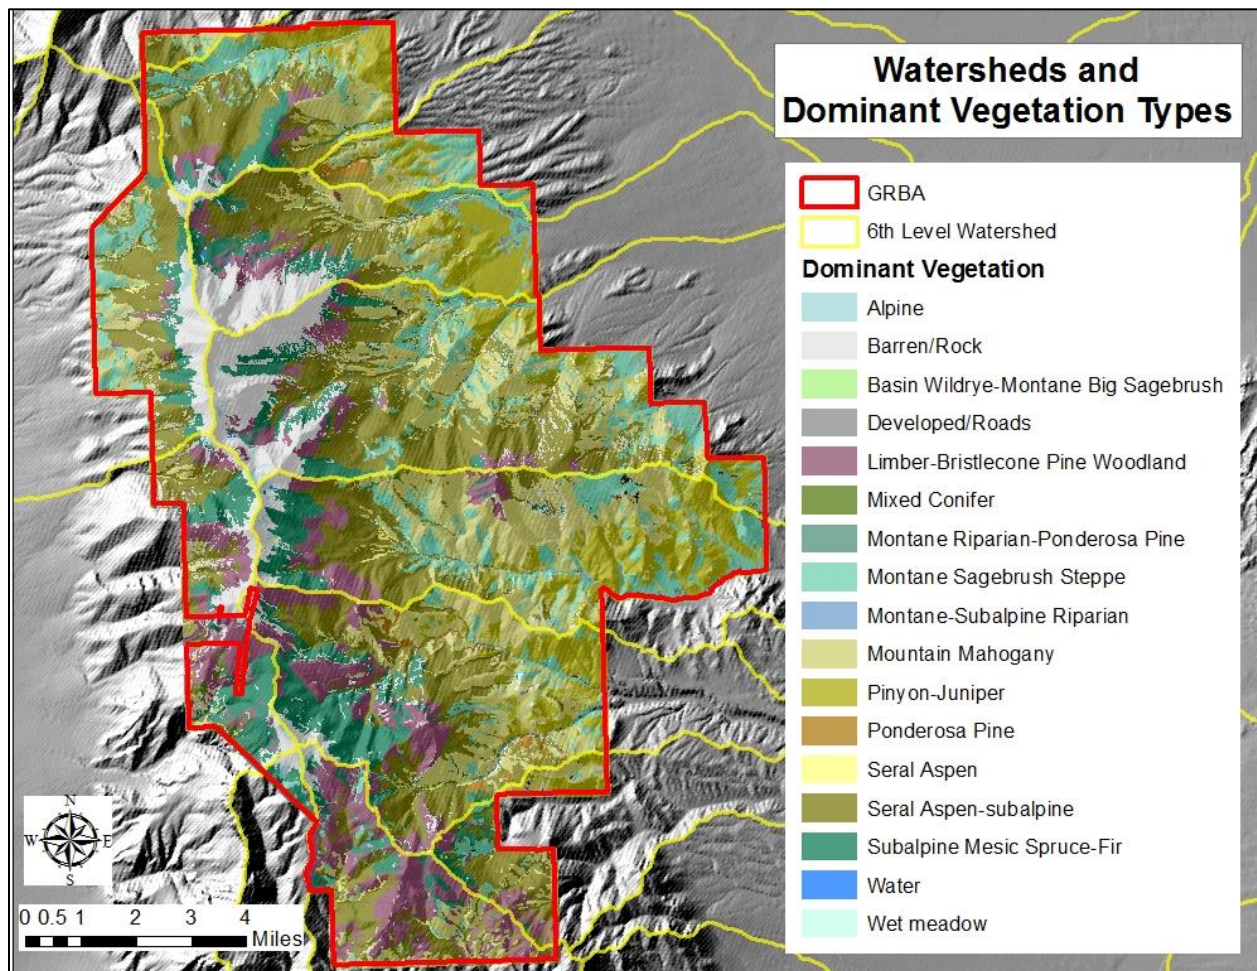 Watersheds and
Dominant Vegetation Types
GRBA
6th Level Watershed
Dominant Vegetation
Alpine
Barren/Rock
Basin Wildrye-Montane Big Sagebrush
Developed/Roads
Limber-Bristlecone Pine Woodland
Mixed Conifer
Montane Riparian-Ponderosa Pine
Montane Sagebrush Steppe
Montane-Subalpine Riparian
Mountain Mahogany
Pinyon-Juniper
Ponderosa Pine
Seral Aspen
Seral Aspen-subalpine
Subalpine Mesic Spruce-Fir
Water
Wet meadow
N
W E
S
0 0.5 1 2 3 4
Miles